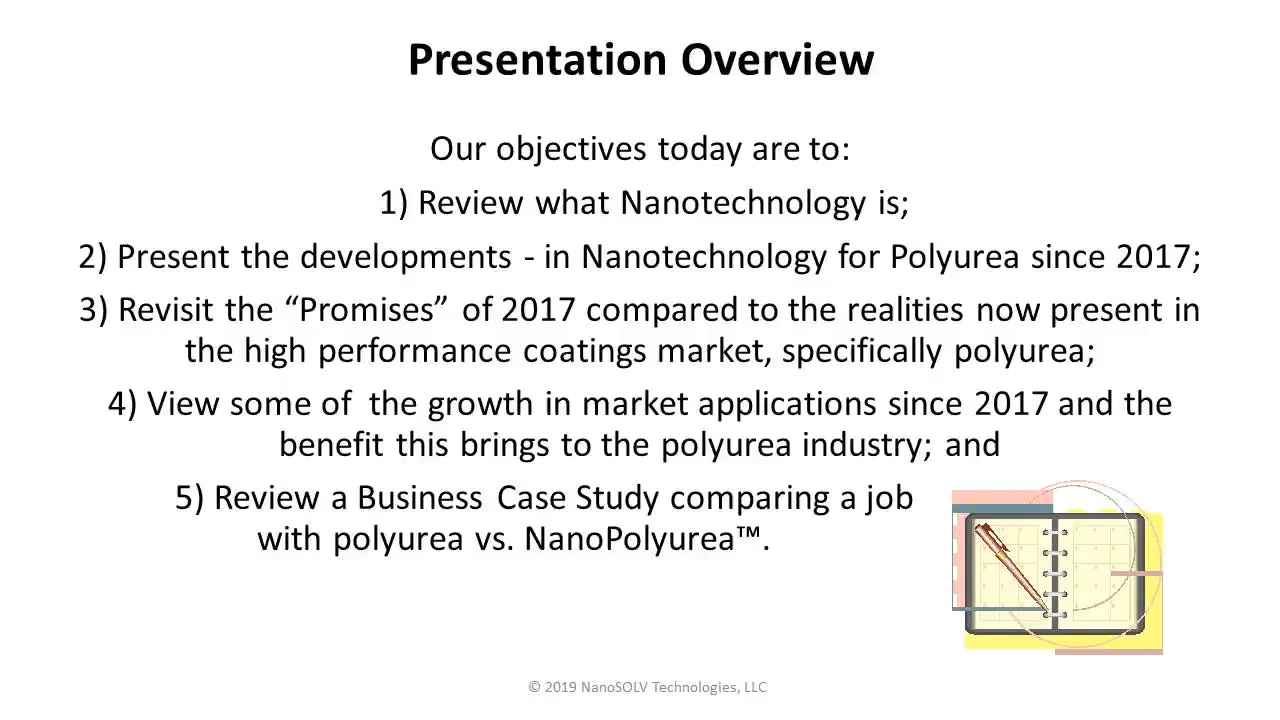 Presentation Overview
Our objectives today are to:
1) Review what Nanotechnology is;
2) Present the developments - in Nanotechnology for Polyurea since 2017;
3) Revisit the “Promises” of 2017 compared to the realities now present in
the high performance coatings market, specifically polyurea;
4) View some of  the growth in market applications since 2017 and the
benefit this brings to the polyurea industry; and
5) Review a Business Case Study comparing a job
with polyurea vs. NanoPolyurea™.
© 2019 NanoSOLV Technologies, LLC